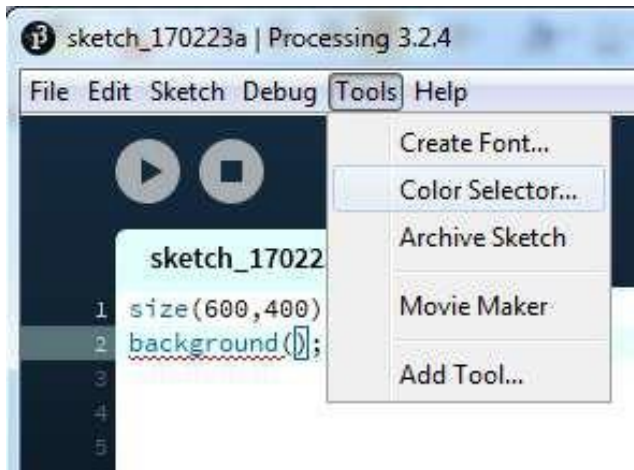 sketch_170223a | Processing 3.2.4
File Edit Sketch Debug Tools Help
Create Font...
Color Selector...
Archive Sketch
Movie Maker
Add Tool...
sketch_17022
1 size(600,400)
2 background();
3
4
5